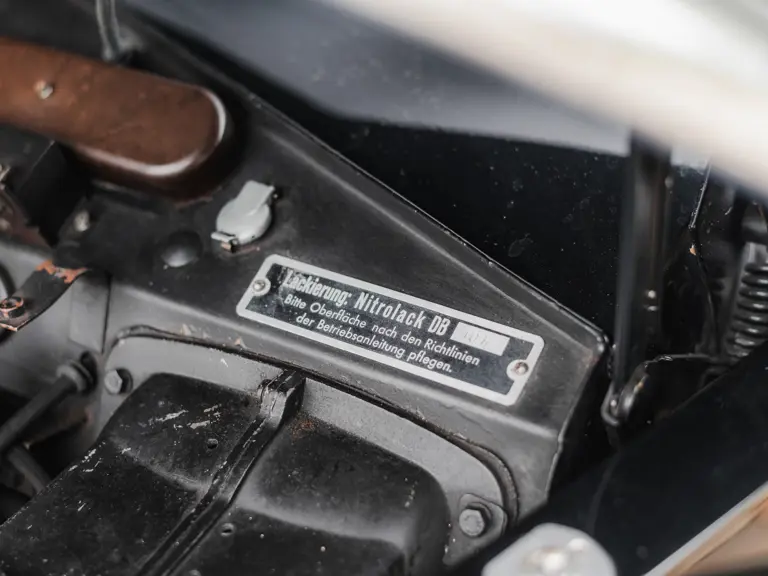 Lackierung: Nitrolack DB
Bitte Oberfläche nach den Richtlinien
der Betriebsanleitung pflegen.